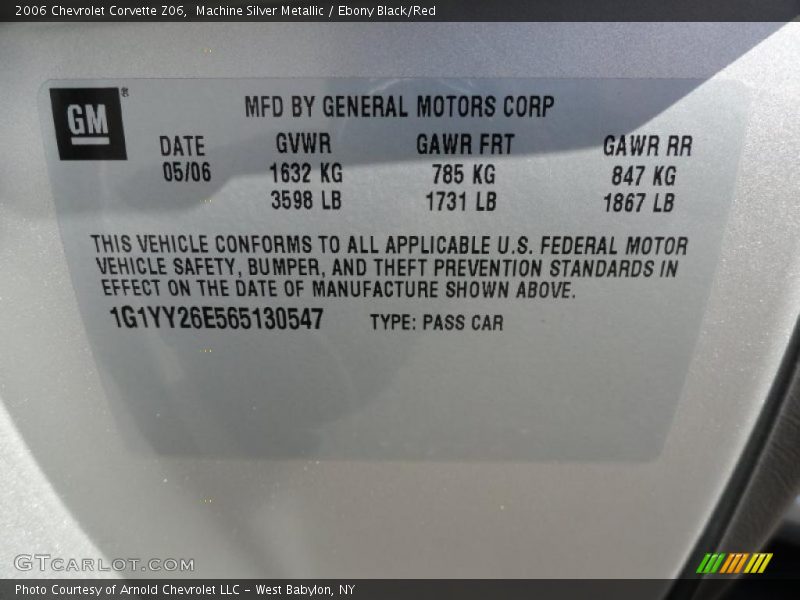 2006 Chevrolet Corvette Z06, Machine Silver Metallic / Ebony Black/Red
GM®
MFD BY GENERAL MOTORS CORP
DATE GVWR GAWR FRT GAWR RR
05/06 1632 KG 785 KG 847 KG
3598 LB 1731 LB 1867 LB
THIS VEHICLE CONFORMS TO ALL APPLICABLE U.S. FEDERAL MOTOR
VEHICLE SAFETY, BUMPER, AND THEFT PREVENTION STANDARDS IN
EFFECT ON THE DATE OF MANUFACTURE SHOWN ABOVE.
1G1YY26E565130547 TYPE: PASS CAR
GTCARLOT.COM
Photo Courtesy of Arnold Chevrolet LLC - West Babylon, NY